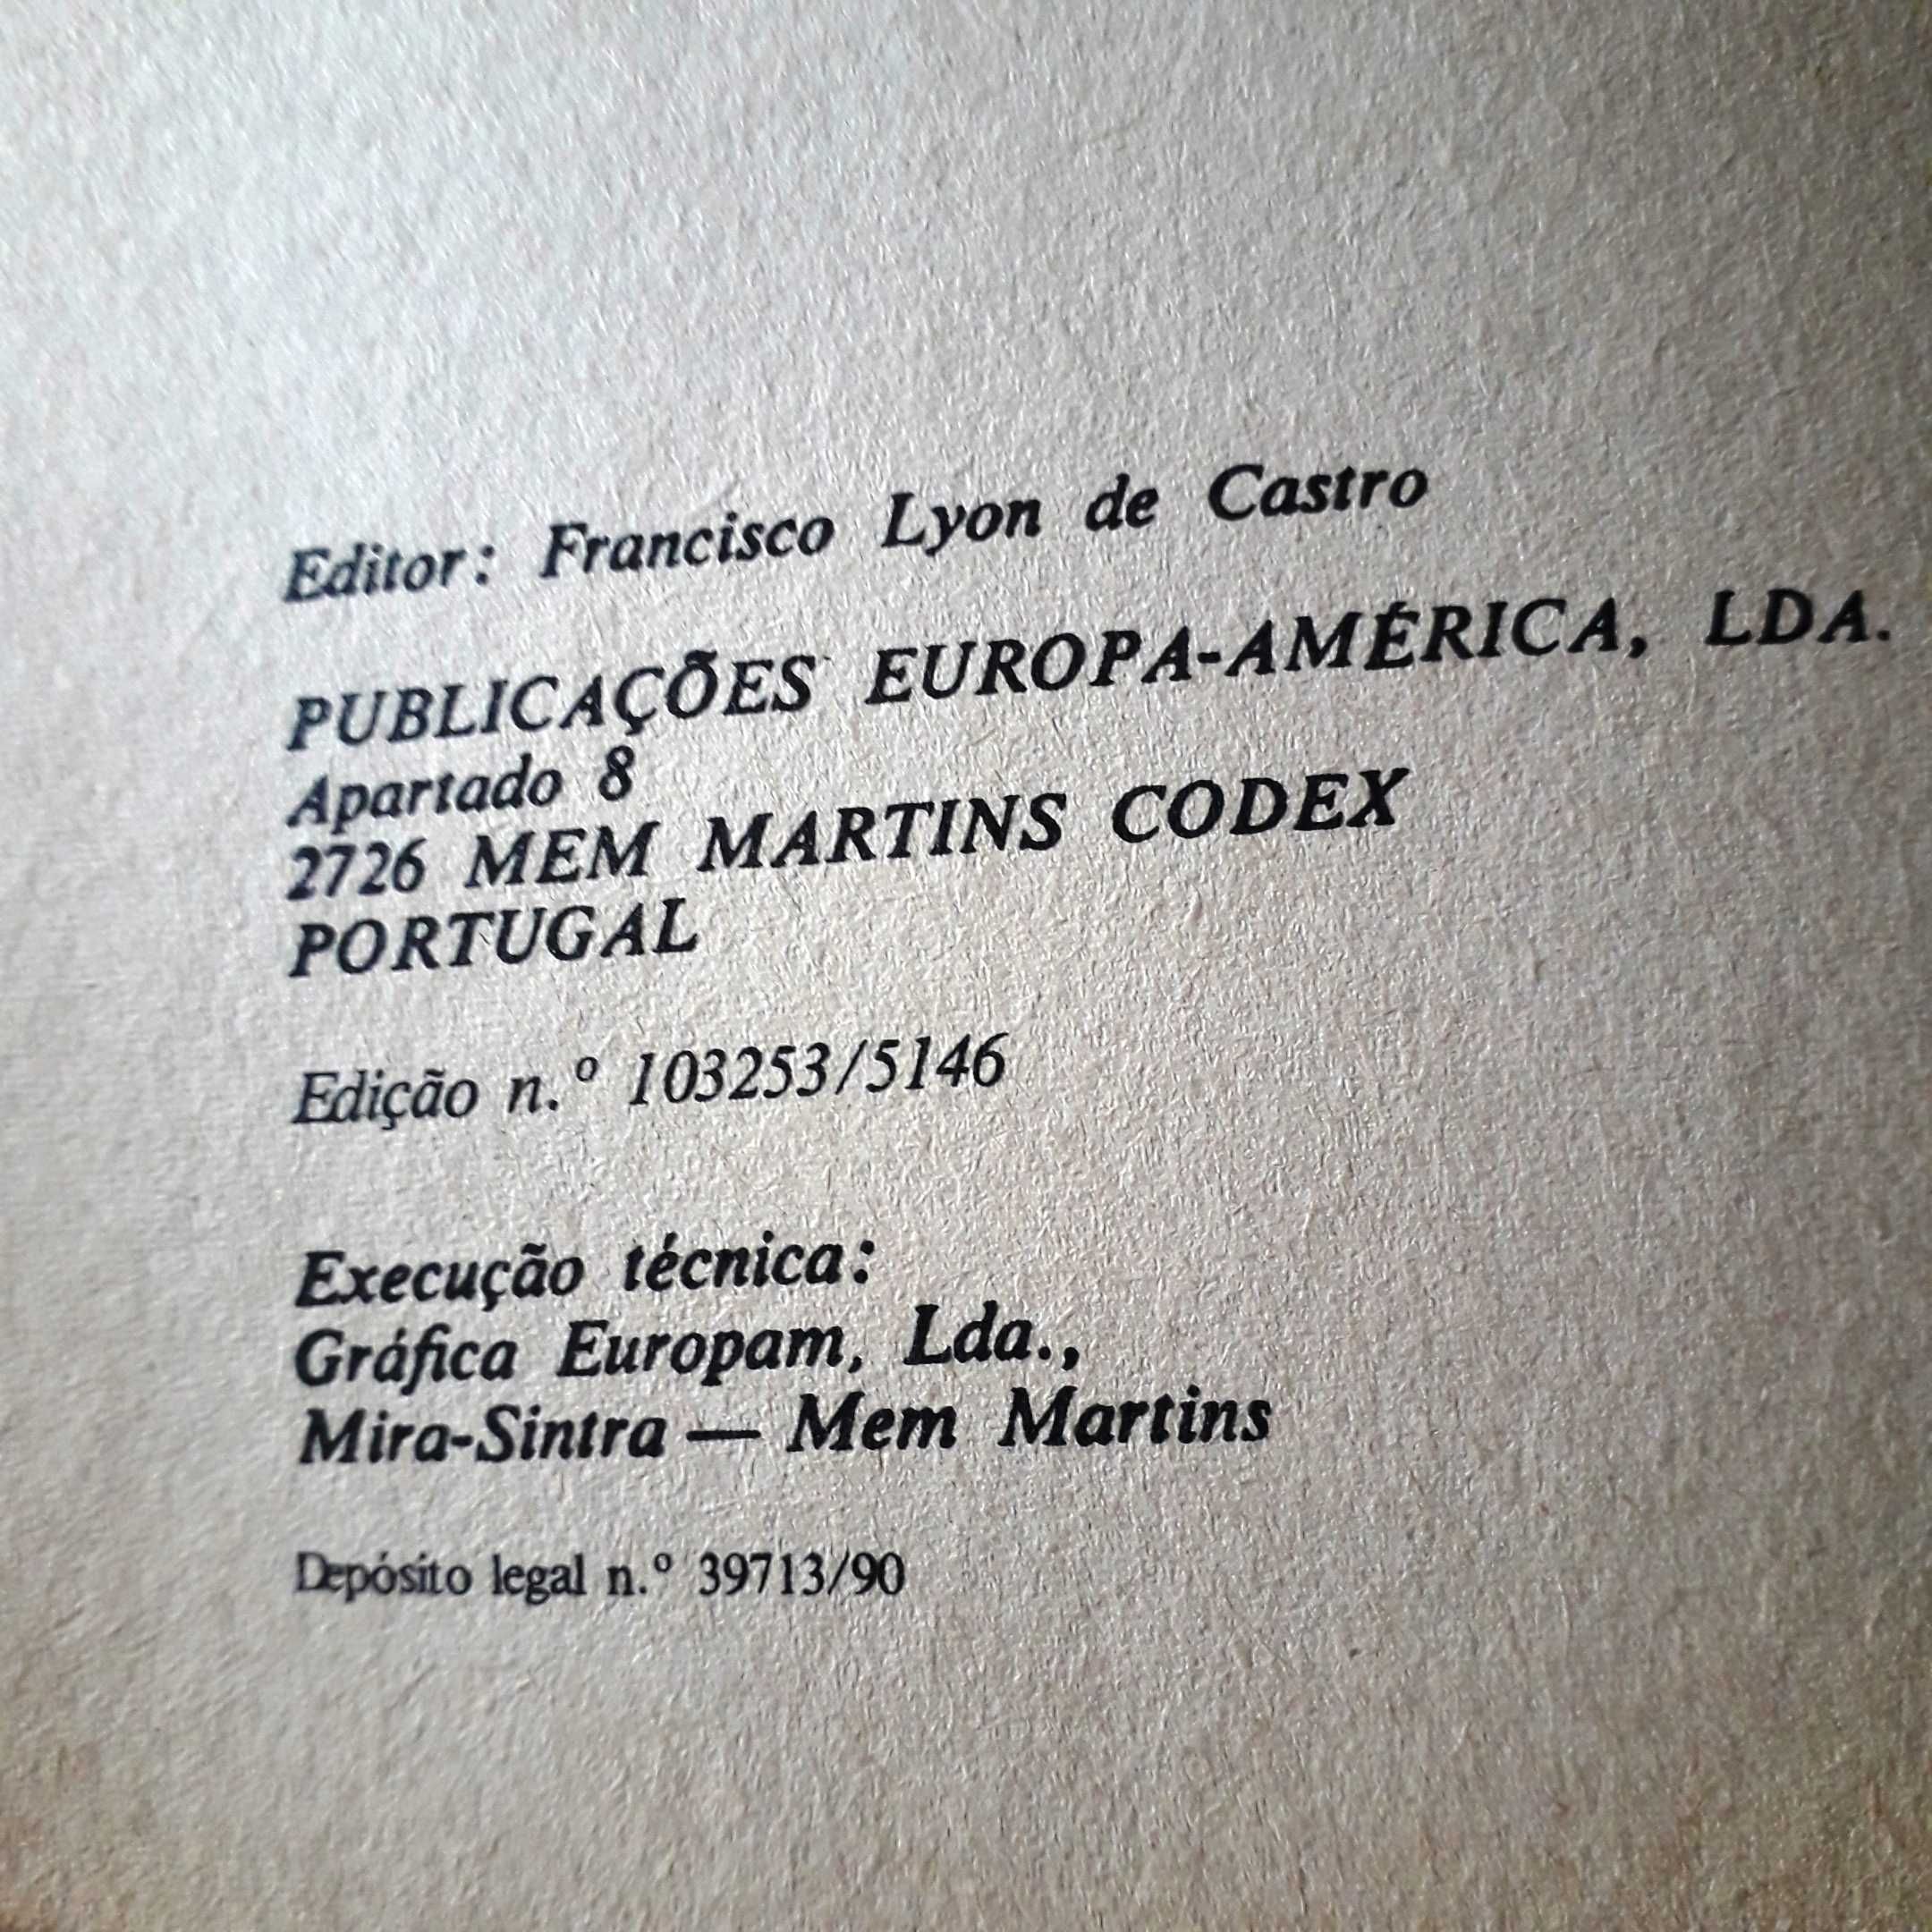 Editor: Francisco Lyon de Castro
PUBLICAÇÕES EUROPA-AMÉRICA, LDA.
Apartado 8
2726 MEM MARTINS CODEX
PORTUGAL
Edição n.º 103253/5146
Execução técnica:
Gráfica Europam, Lda.,
Mira-Sintra — Mem Martins
Depósito legal n.º 39713/90